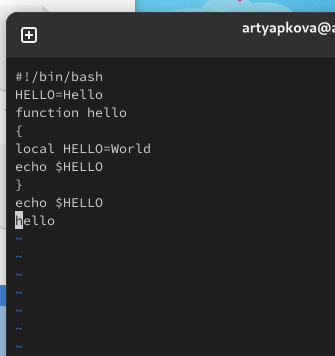 artyapkova@
#!/bin/bash
HELLO=Hello
function hello
{
local HELLO=World
echo $HELLO
}
echo $HELLO
hello
~
~
~
~
~
~
~